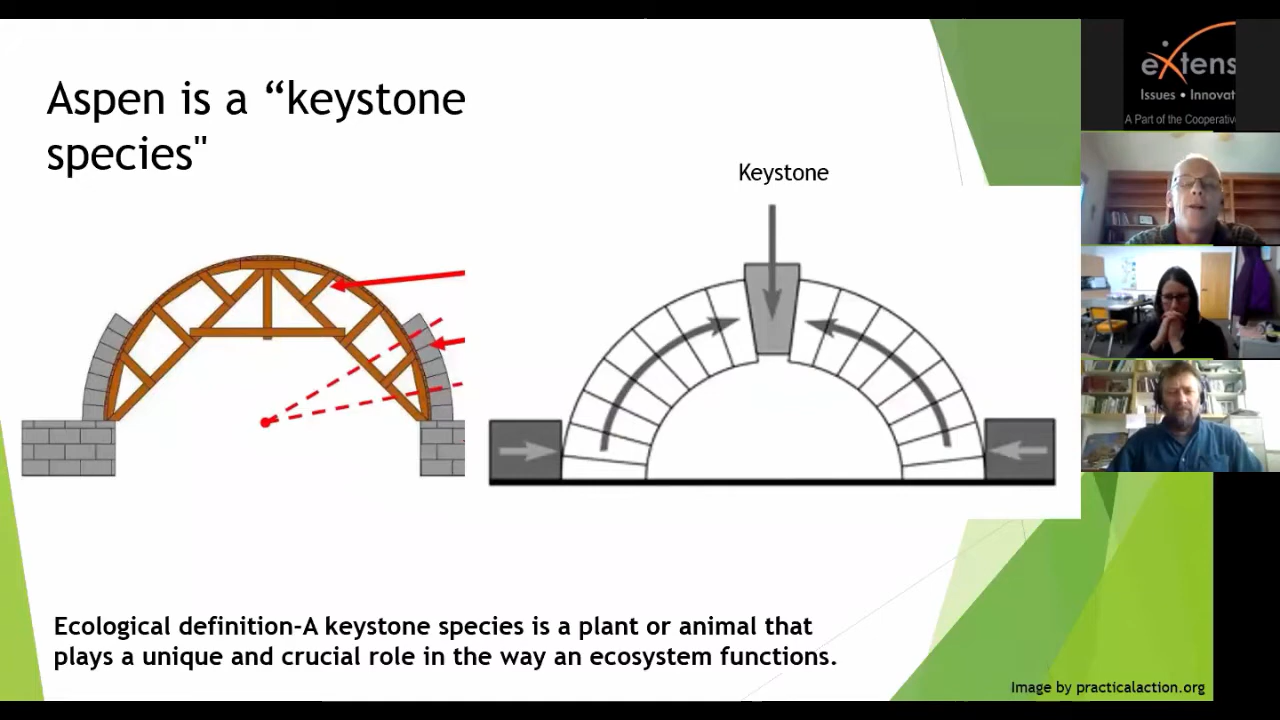 Aspen is a “keystone
species"
Keystone
Ecological definition-A keystone species is a plant or animal that
plays a unique and crucial role in the way an ecosystem functions.
Image by practicalaction.org
eXtens
Issues • Innovat
A Part of the Cooperative